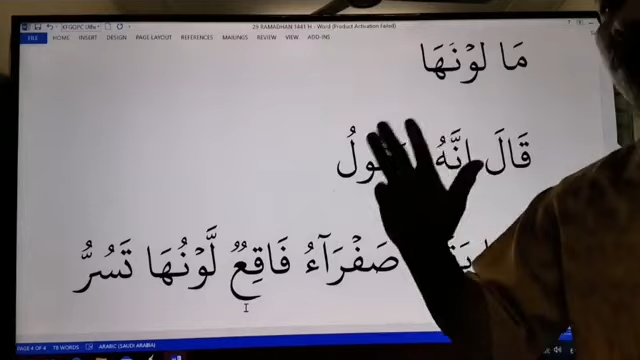 29 RAMADHAN 1441 H - Word (Product Activation Failed)
FILE HOME INSERT DESIGN PAGE LAYOUT REFERENCES MAILINGS REVIEW VIEW ADD-INS
مَا لَوْنُهَا
قَالَ إِنَّهُ
صَفْرَآءُ فَاقِعٌ لَّوْنُهَا تَسُرُّ
PAGE 4 OF 4 78 WORDS ARABIC (SAUDI ARABIA)